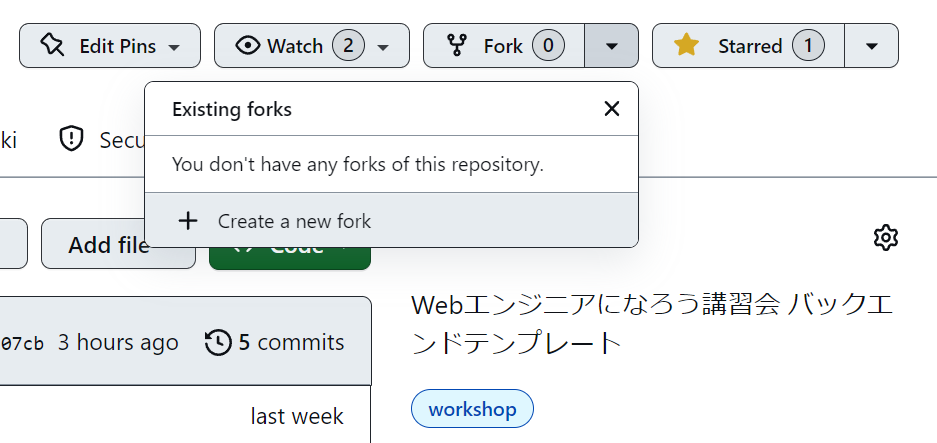 Edit Pins
Watch 2
Fork 0
Starred 1
Existing forks
ki
Secu
You don't have any forks of this repository.
Create a new fork
Add file
Code
Webエンジニアになろう講習会 バックエ
ンドテンプレート
07cb 3 hours ago 5 commits
workshop
last week